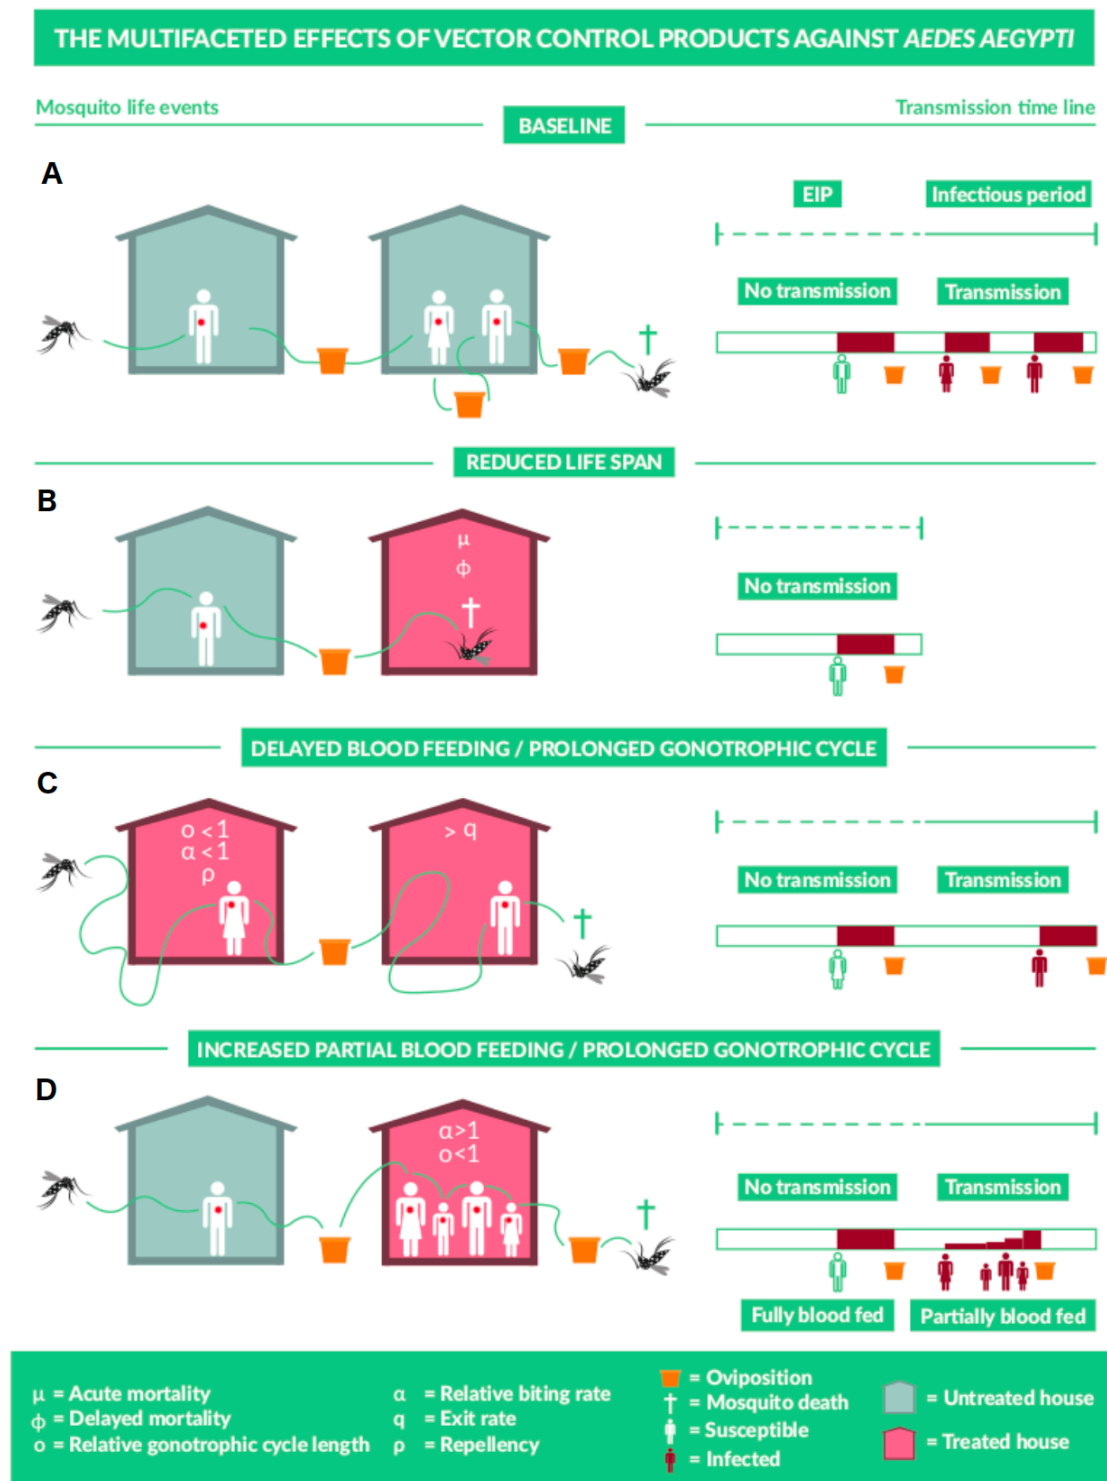 THE MULTIFACETED EFFECTS OF VECTOR CONTROL PRODUCTS AGAINST AEDES AEGYPTI
Mosquito life events
Transmission time line
BASELINE
A
EIP
Infectious period
No transmission
Transmission
REDUCED LIFE SPAN
B
μ
ϕ
No transmission
DELAYED BLOOD FEEDING / PROLONGED GONOTROPHIC CYCLE
C
o < 1
α < 1
ρ
> q
No transmission
Transmission
INCREASED PARTIAL BLOOD FEEDING / PROLONGED GONOTROPHIC CYCLE
D
α>1
o<1
No transmission
Transmission
Fully blood fed
Partially blood fed
μ = Acute mortality
ϕ = Delayed mortality
o = Relative gonotrophic cycle length
α = Relative biting rate
q = Exit rate
ρ = Repellency
= Oviposition
= Mosquito death
= Susceptible
= Infected
= Untreated house
= Treated house